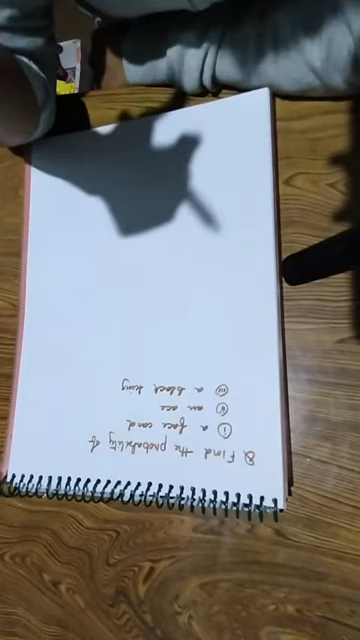 Q Find the probability of
(i) a face card
(ii) an ace
(iii) a black king